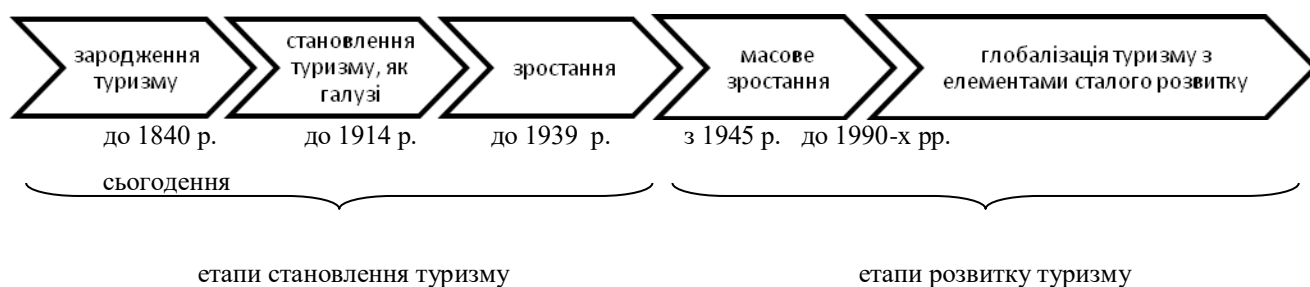 зародження
туризму
становлення
туризму, як
галузі
зростання
масове
зростання
глобалізація туризму з
елементами сталого розвитку
до 1840 р. до 1914 р. до 1939 р. з 1945 р. до 1990-х рр.
сьогодення
етапи становлення туризму етапи розвитку туризму